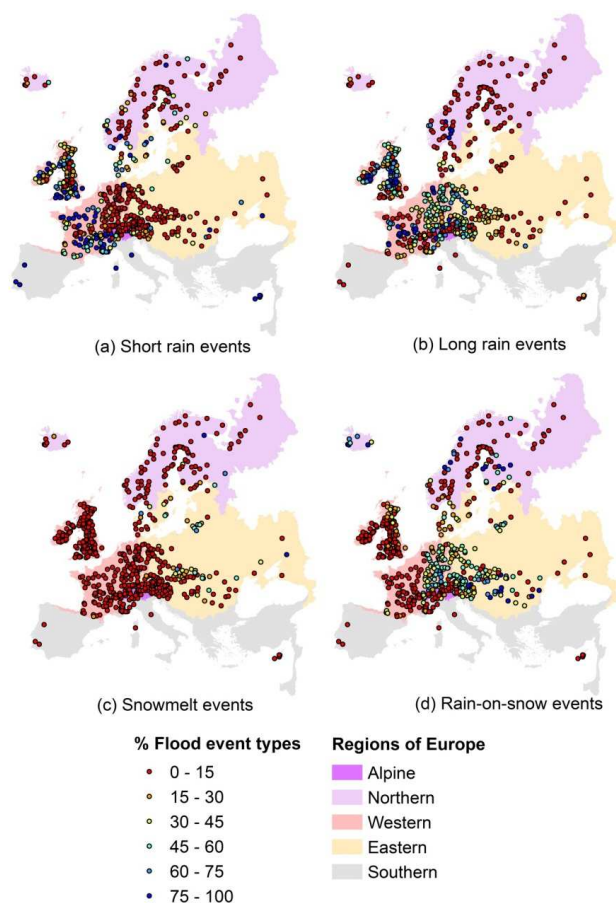 (a) Short rain events
(b) Long rain events
(c) Snowmelt events
(d) Rain-on-snow events
% Flood event types
0 - 15
15 - 30
30 - 45
45 - 60
60 - 75
75 - 100
Regions of Europe
Alpine
Northern
Western
Eastern
Southern